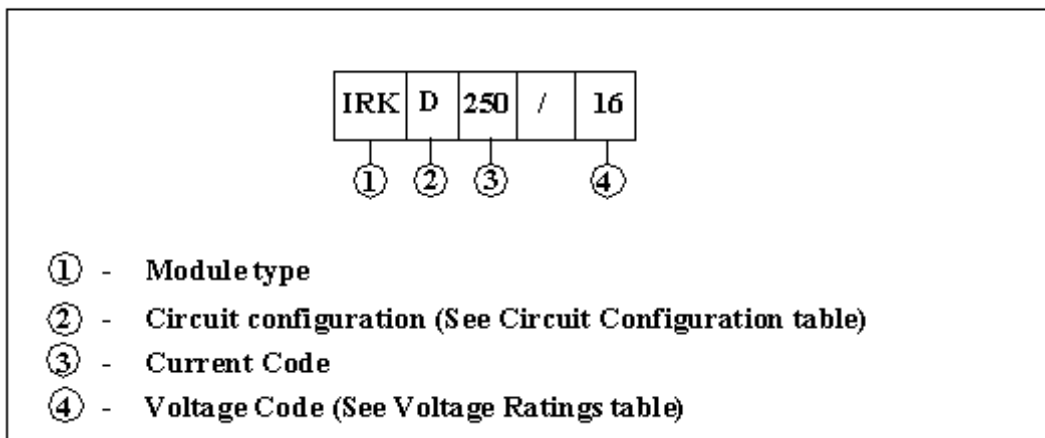 IRK D 250 / 16
① ② ③ ④
① - Module type
② - Circuit configuration (See Circuit Configuration table)
③ - Current Code
④ - Voltage Code (See Voltage Ratings table)